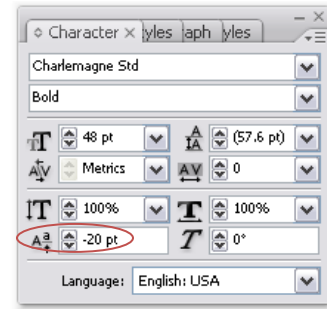 Character × yles aph yles
Charlemagne Std
Bold
48 pt (57.6 pt)
Metrics 0
100% 100%
-20 pt 0°
Language: English: USA